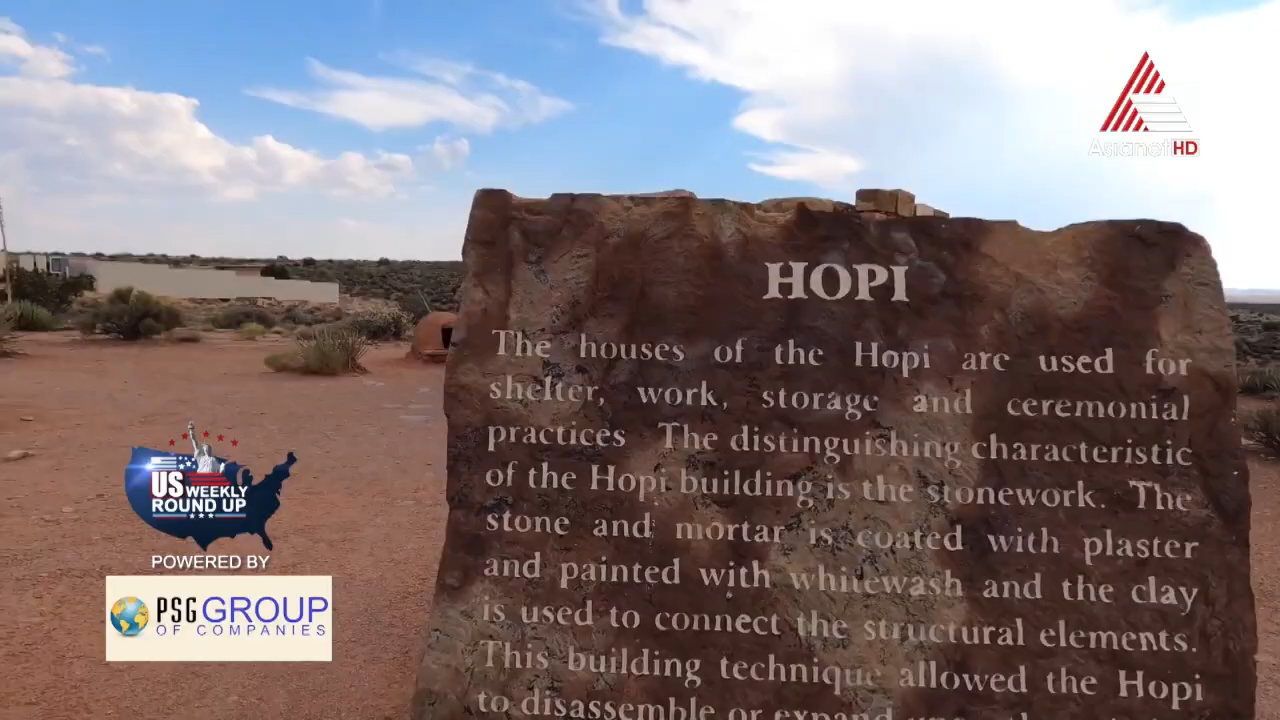 Asianet HD
HOPI
The houses of the Hopi are used for
shelter, work, storage and ceremonial
practices The distinguishing characteristic
of the Hopi building is the stonework. The
stone and mortar is coated with plaster
and painted with whitewash and the clay
is used to connect the structural elements.
This building technique allowed the Hopi
to disassemble or expand
US WEEKLY
ROUND UP
POWERED BY
PSG GROUP
OF COMPANIES